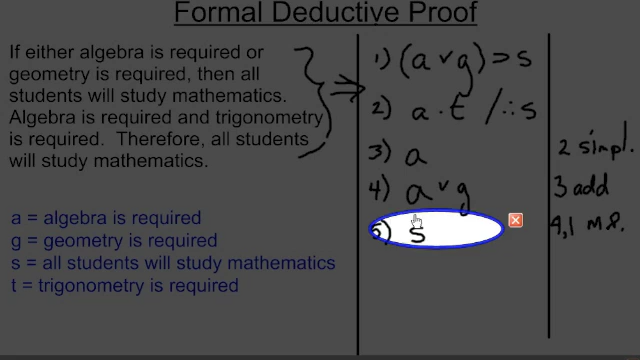 Formal Deductive Proof
If either algebra is required or
geometry is required, then all
students will study mathematics.
Algebra is required and trigonometry
is required. Therefore, all students
will study mathematics.
a = algebra is required
g = geometry is required
s = all students will study mathematics
t = trigonometry is required
1) (a v g) ⊃ s
2) a · t /∴ s
3) a 2 simpl.
4) a v g 3 add
5) s 4,1 M.P.